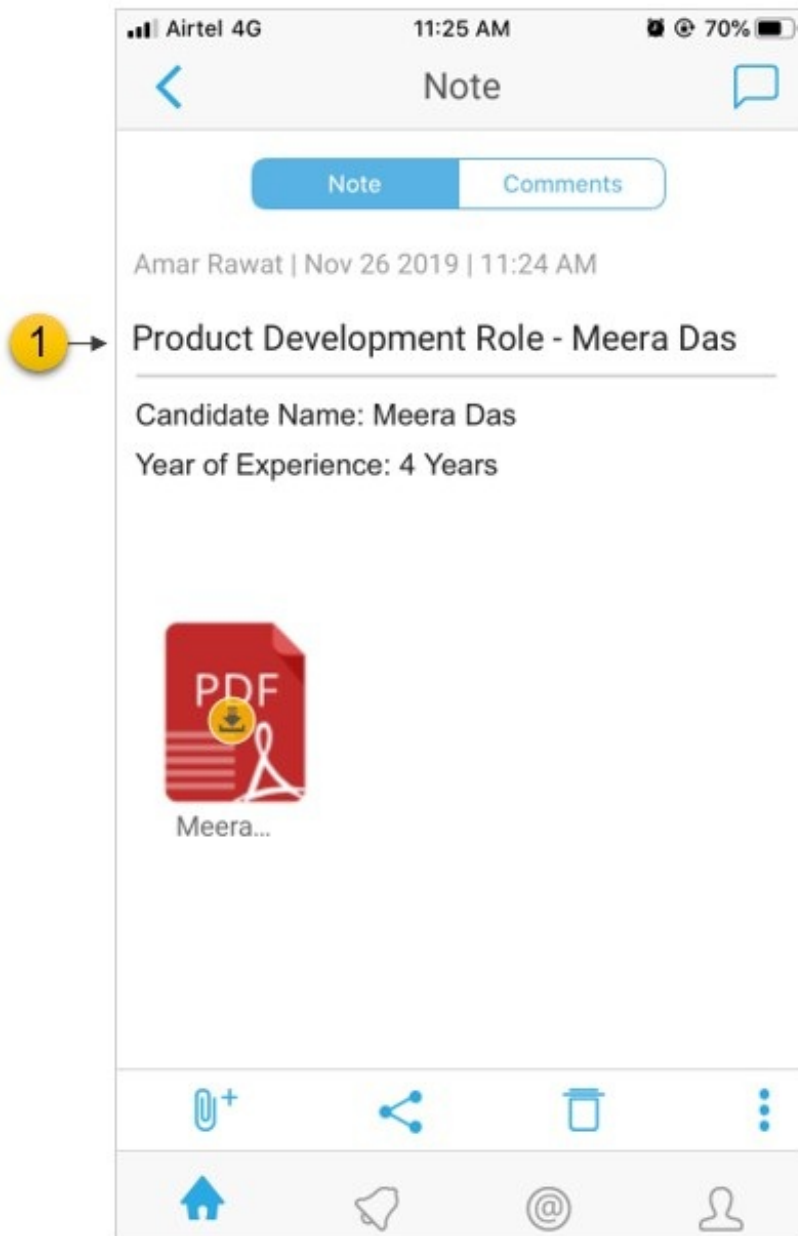 Airtel 4G 11:25 AM 70%
Note
Note Comments
Amar Rawat | Nov 26 2019 | 11:24 AM
1
Product Development Role - Meera Das
Candidate Name: Meera Das
Year of Experience: 4 Years
PDF
Meera...